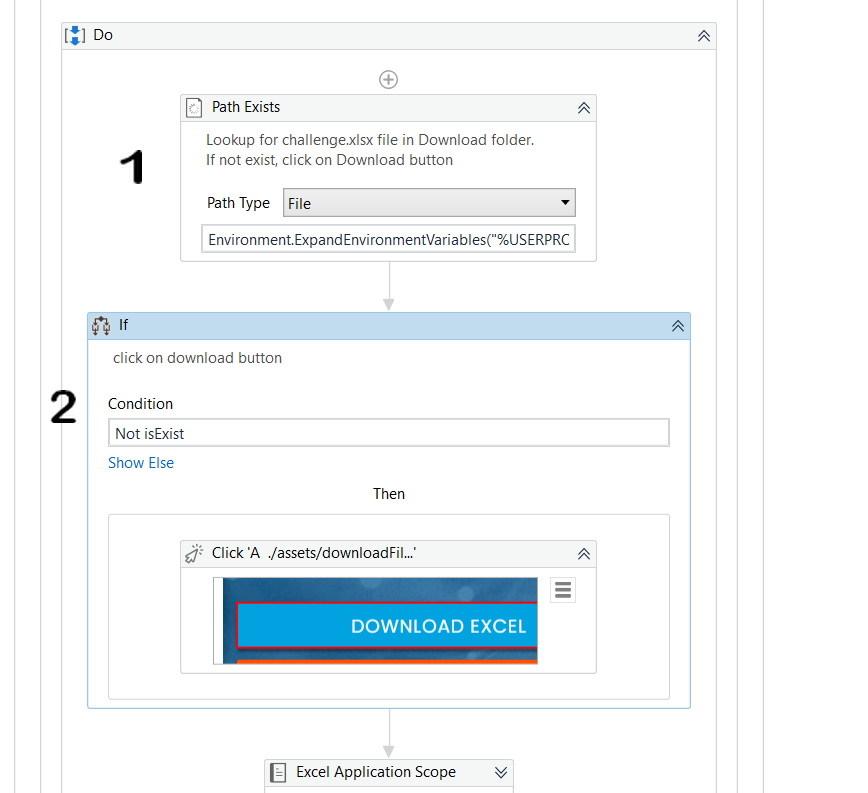 Do
Path Exists
1
Lookup for challenge.xlsx file in Download folder.
If not exist, click on Download button
Path Type File
Environment.ExpandEnvironmentVariables("%USERPRO
If
click on download button
2
Condition
Not isExist
Show Else
Then
Click 'A ./assets/downloadFil...'
DOWNLOAD EXCEL
Excel Application Scope